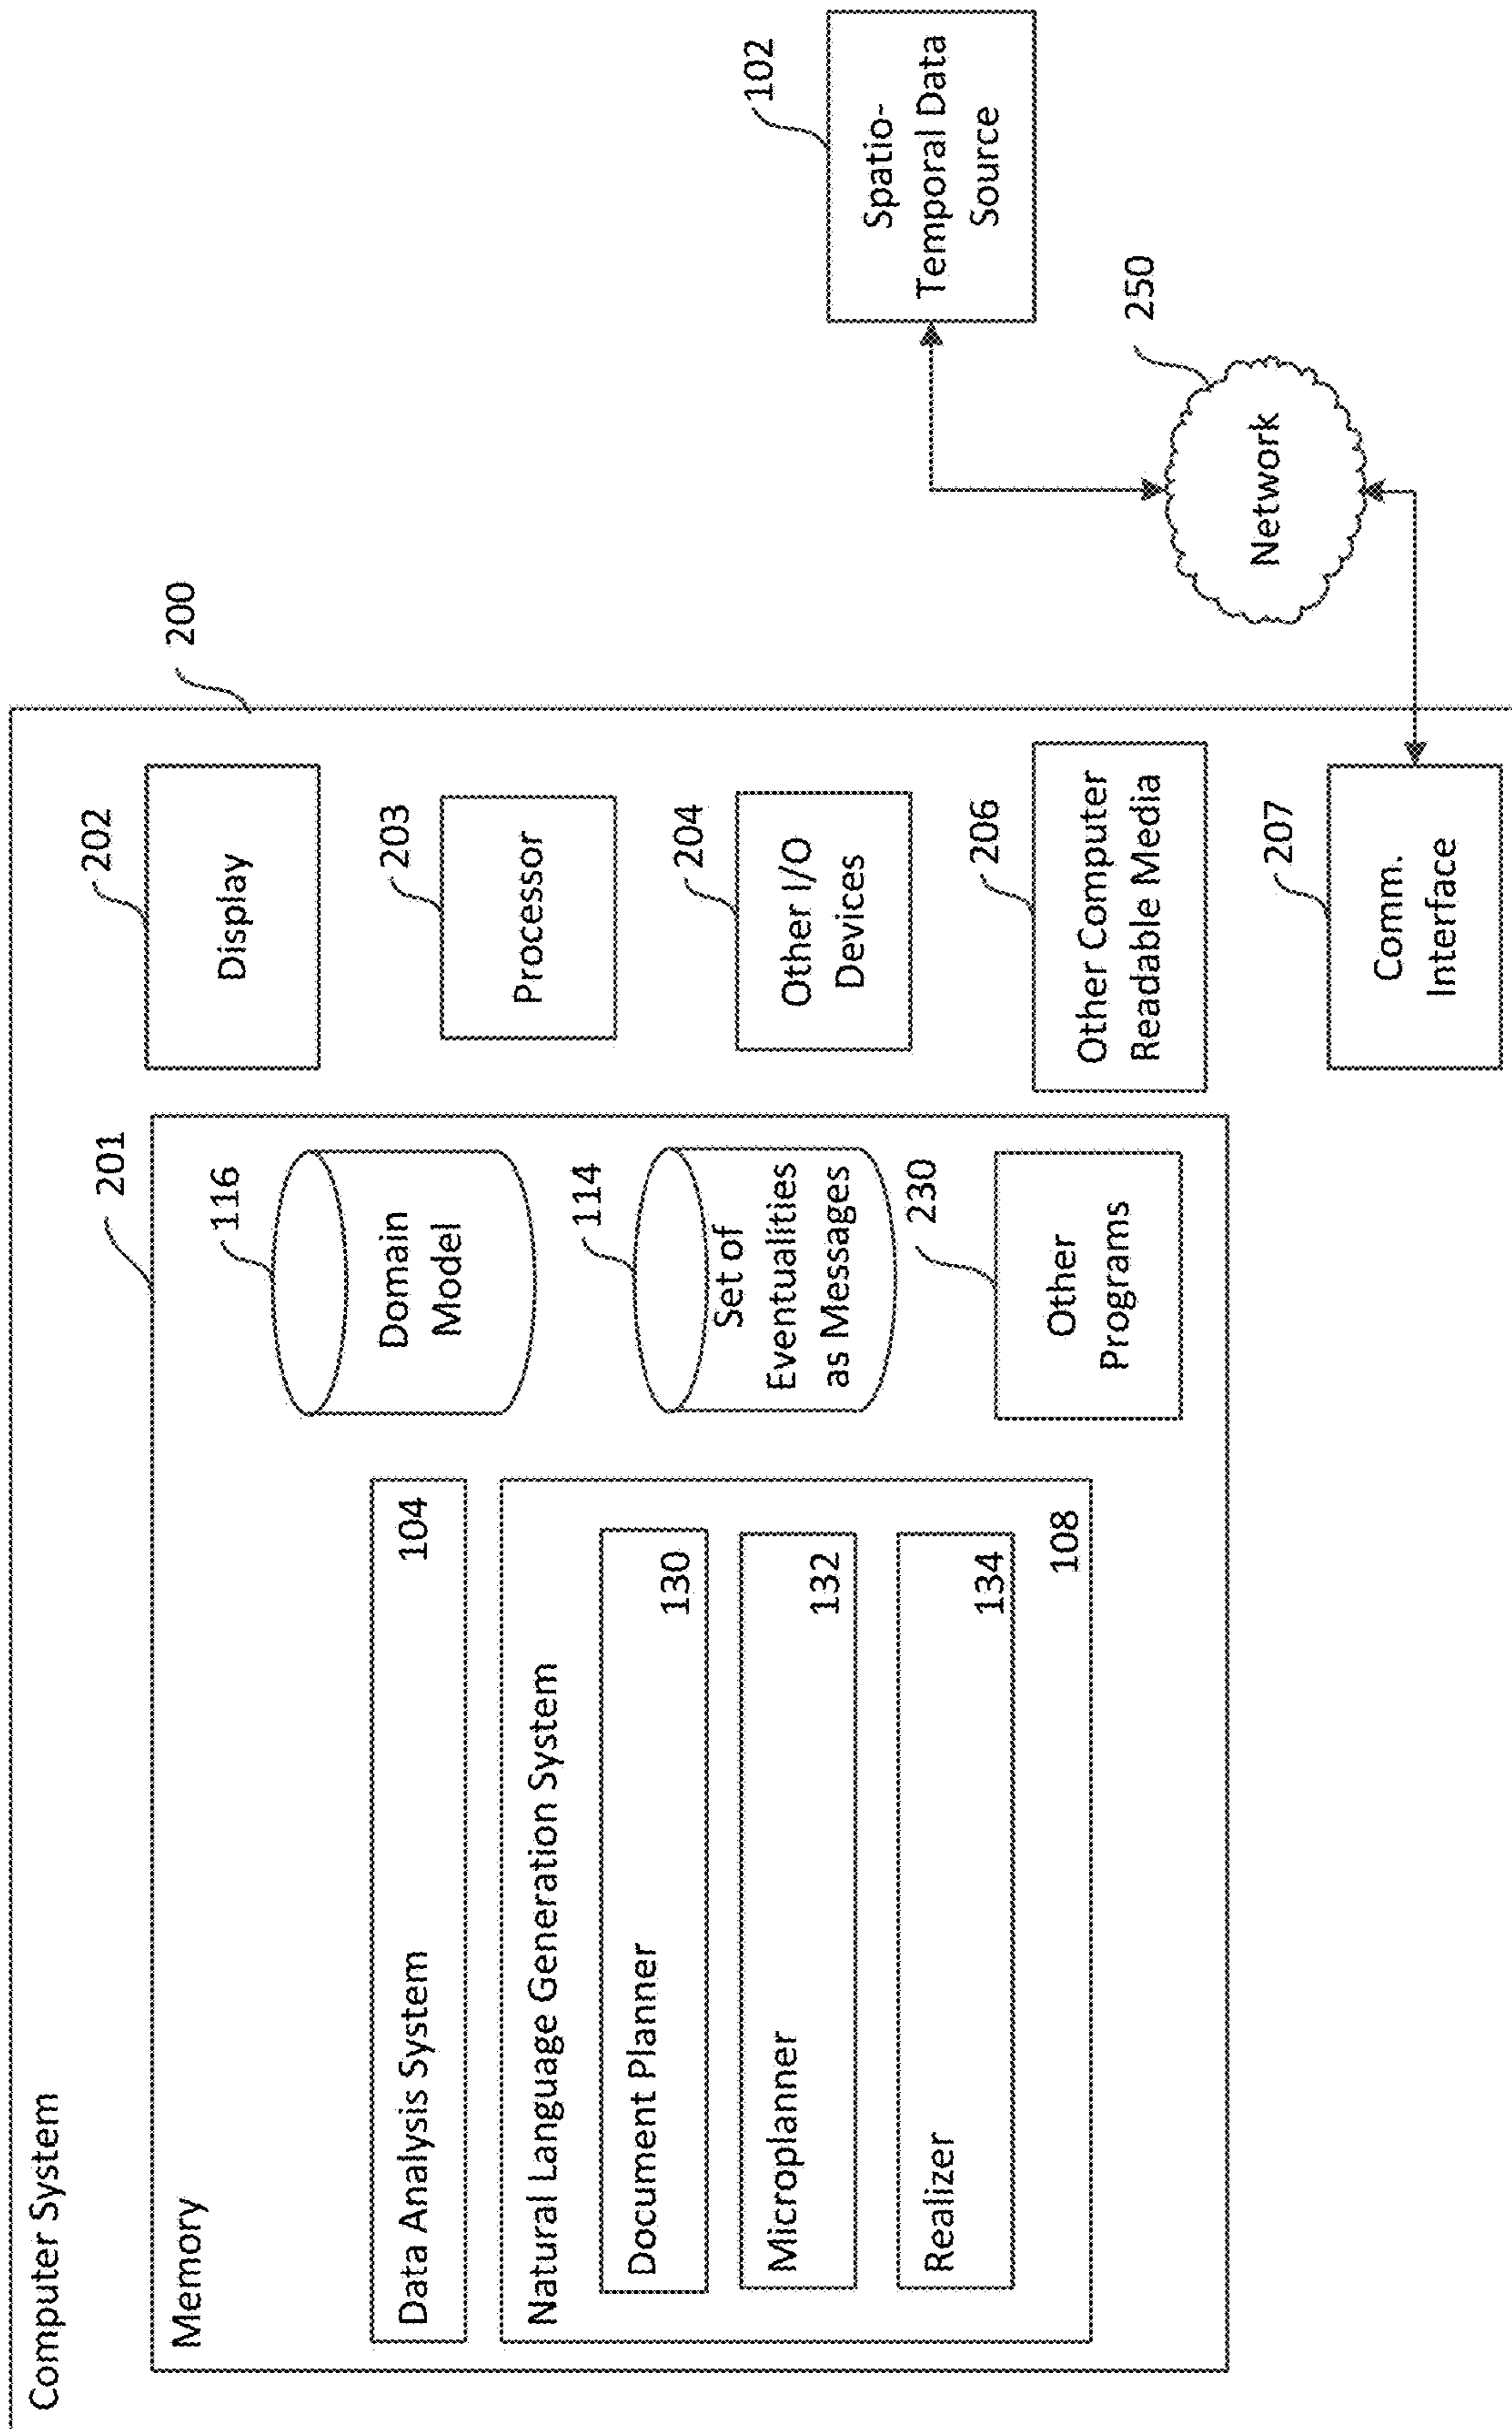 Computer System
200
Memory
201
Data Analysis System
104
Natural Language Generation System
Document Planner
130
Microplanner
132
Realizer
134
108
116
Domain
Model
114
Set of
Eventualities
as Messages
230
Other
Programs
202
Display
203
Processor
204
Other I/O
Devices
206
Other Computer
Readable Media
207
Comm.
Interface
250
Network
102
Spatio-
Temporal Data
Source